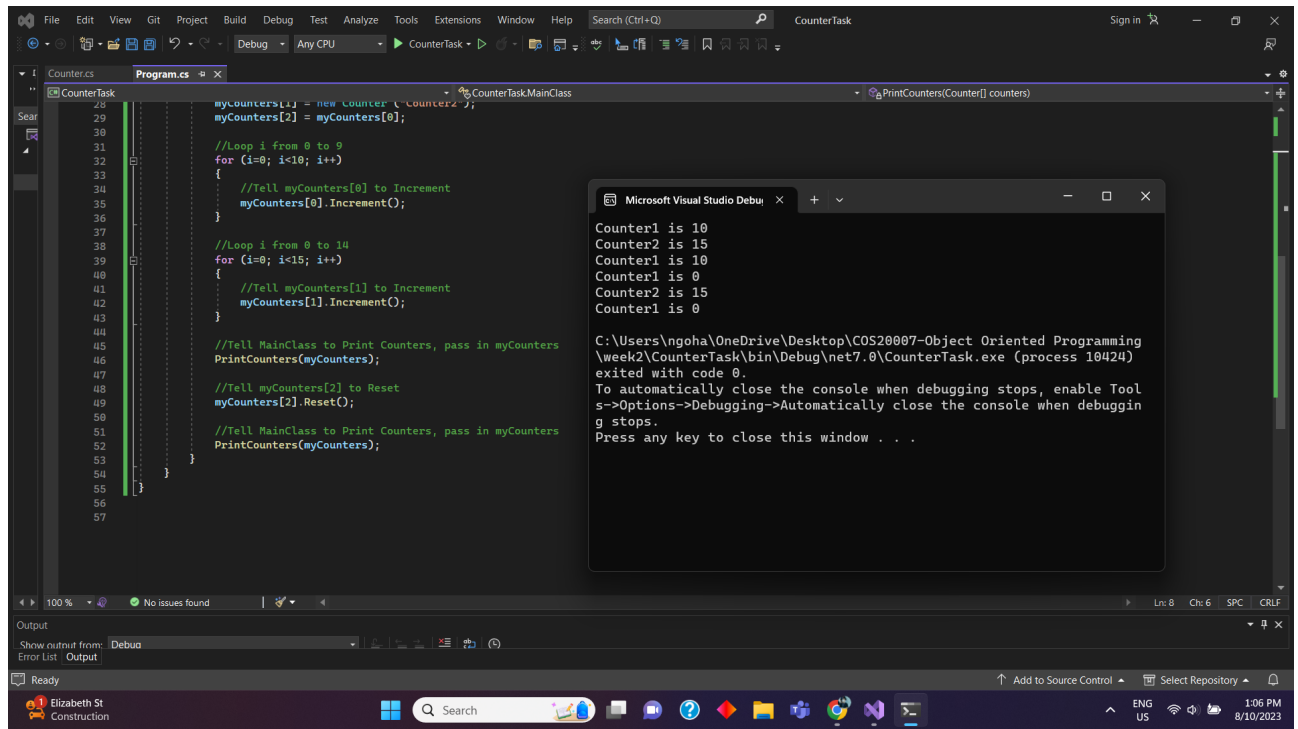 File Edit View Git Project Build Debug Test Analyze Tools Extensions Window Help Search (Ctrl+Q) CounterTask Sign in
Debug Any CPU CounterTask
Counter.cs Program.cs
CounterTask CounterTask.MainClass PrintCounters(Counter[] counters)
Sear
28 myCounters[1] = new Counter ("Counter2");
29 myCounters[2] = myCounters[0];
30
31 //Loop i from 0 to 9
32 for (i=0; i<10; i++)
33 {
34 //Tell myCounters[0] to Increment
35 myCounters[0].Increment();
36 }
37
38 //Loop i from 0 to 14
39 for (i=0; i<15; i++)
40 {
41 //Tell myCounters[1] to Increment
42 myCounters[1].Increment();
43 }
44
45 //Tell MainClass to Print Counters, pass in myCounters
46 PrintCounters(myCounters);
47
48 //Tell myCounters[2] to Reset
49 myCounters[2].Reset();
50
51 //Tell MainClass to Print Counters, pass in myCounters
52 PrintCounters(myCounters);
53 }
54 }
55 }
56
57
Microsoft Visual Studio Debug
Counter1 is 10
Counter2 is 15
Counter1 is 10
Counter1 is 0
Counter2 is 15
Counter1 is 0
C:\Users\ngoha\OneDrive\Desktop\COS20007-Object Oriented Programming
\week2\CounterTask\bin\Debug\net7.0\CounterTask.exe (process 10424)
exited with code 0.
To automatically close the console when debugging stops, enable Tool
s->Options->Debugging->Automatically close the console when debuggin
g stops.
Press any key to close this window . . .
100 % No issues found Ln: 8 Ch: 6 SPC CRLF
Output
Show output from: Debug
Error List Output
Ready Add to Source Control Select Repository
1 Elizabeth St Search ENG 1:06 PM
Construction US 8/10/2023